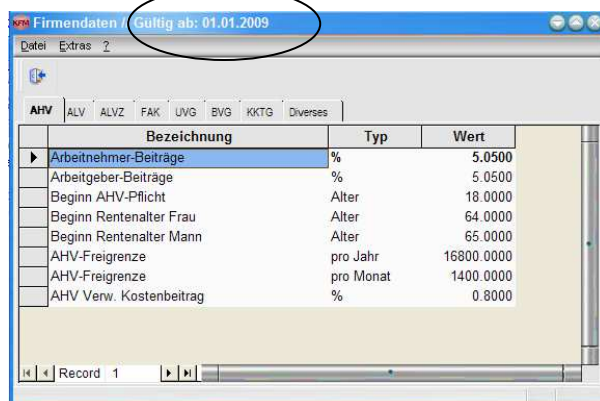 KFM Firmendaten // Gültig ab: 01.01.2009
Datei Extras ?
AHV ALV ALVZ FAK UVG BVG KKTG Diverses
Bezeichnung Typ Wert
Arbeitnehmer-Beiträge % 5.0500
Arbeitgeber-Beiträge % 5.0500
Beginn AHV-Pflicht Alter 18.0000
Beginn Rentenalter Frau Alter 64.0000
Beginn Rentenalter Mann Alter 65.0000
AHV-Freigrenze pro Jahr 16800.0000
AHV-Freigrenze pro Monat 1400.0000
AHV Verw. Kostenbeitrag % 0.8000
Record 1